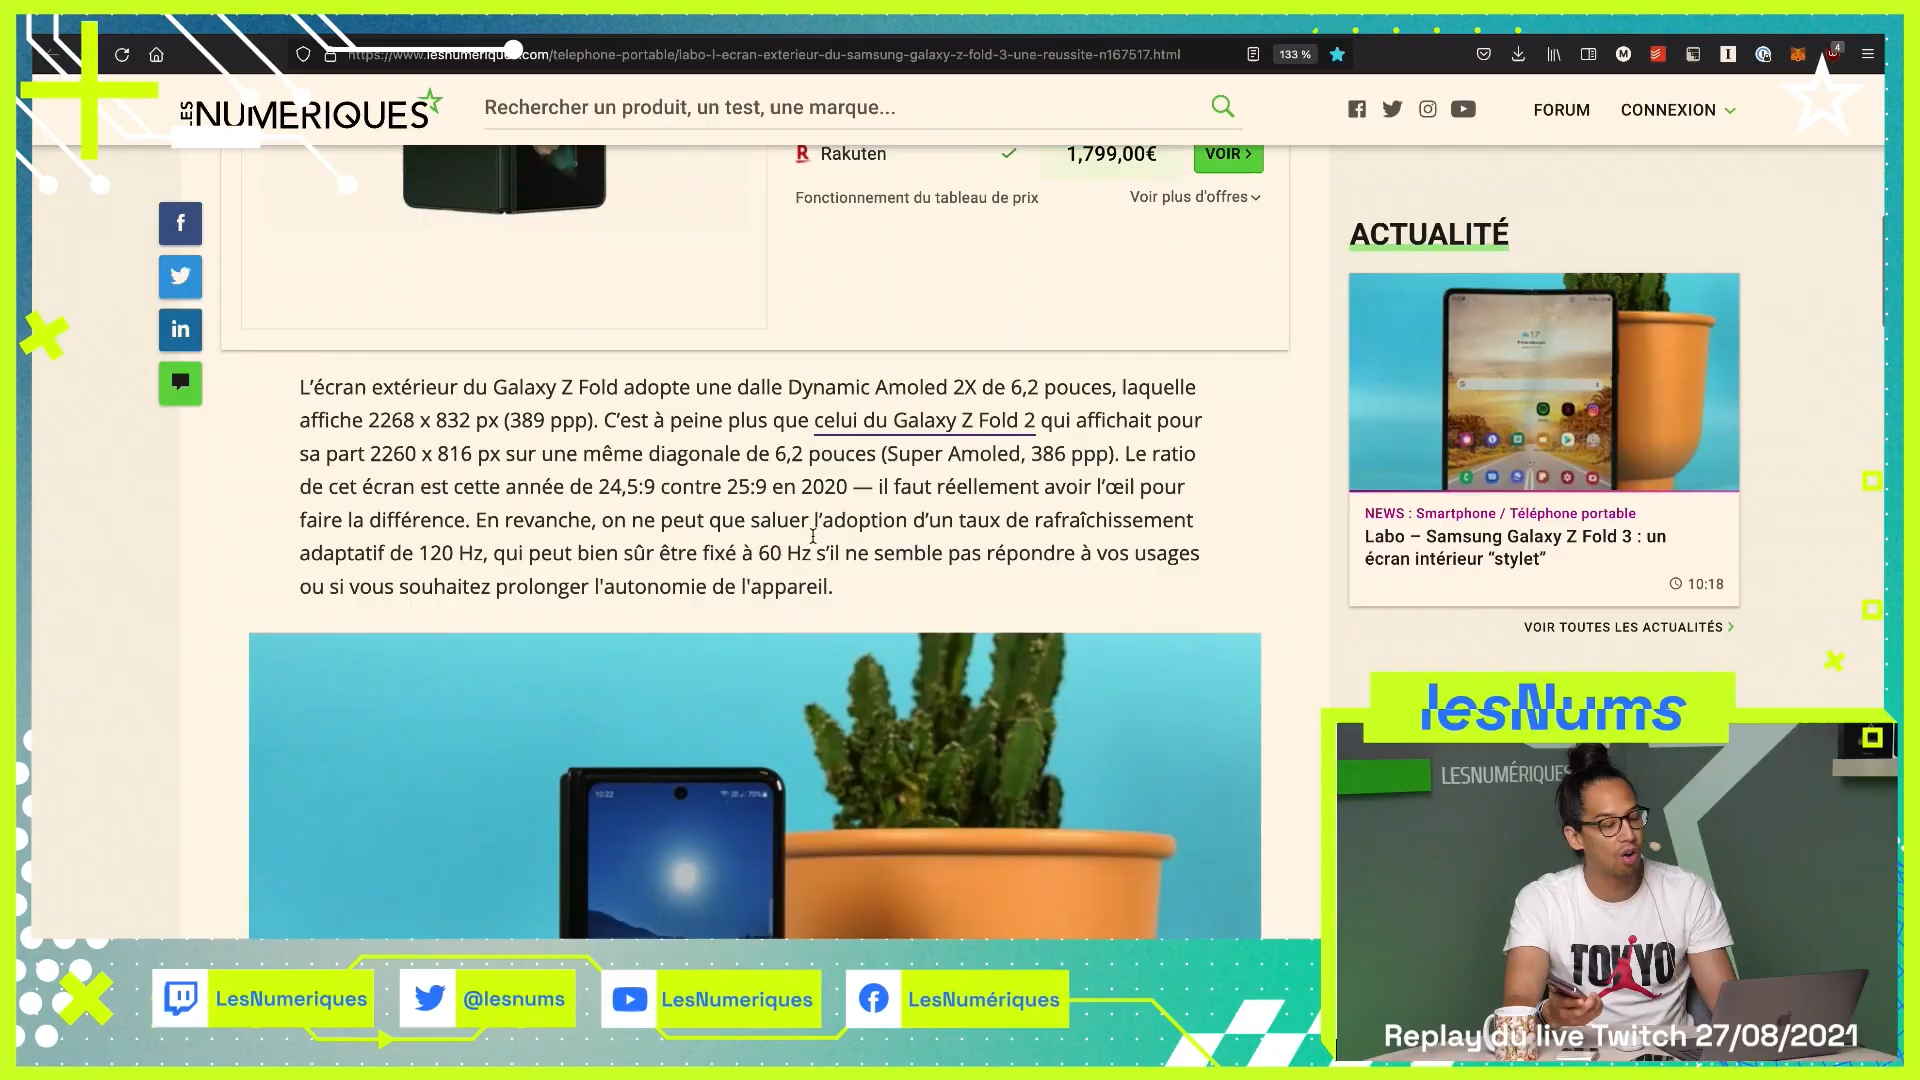 https://www.lesnumeriques.com/telephone-portable/labo-l-ecran-exterieur-du-samsung-galaxy-z-fold-3-une-reussite-n167517.html
133 %
4
LES NUMERIQUES
Rechercher un produit, un test, une marque...
FORUM
CONNEXION
Rakuten
1,799,00€
VOIR >
Fonctionnement du tableau de prix
Voir plus d'offres
L'écran extérieur du Galaxy Z Fold adopte une dalle Dynamic Amoled 2X de 6,2 pouces, laquelle
affiche 2268 x 832 px (389 ppp). C'est à peine plus que celui du Galaxy Z Fold 2 qui affichait pour
sa part 2260 x 816 px sur une même diagonale de 6,2 pouces (Super Amoled, 386 ppp). Le ratio
de cet écran est cette année de 24,5:9 contre 25:9 en 2020 — il faut réellement avoir l'œil pour
faire la différence. En revanche, on ne peut que saluer l'adoption d'un taux de rafraîchissement
adaptatif de 120 Hz, qui peut bien sûr être fixé à 60 Hz s'il ne semble pas répondre à vos usages
ou si vous souhaitez prolonger l'autonomie de l'appareil.
10:22
70%
ACTUALITÉ
17°
NEWS : Smartphone / Téléphone portable
Labo – Samsung Galaxy Z Fold 3 : un
écran intérieur “stylet”
10:18
VOIR TOUTES LES ACTUALITÉS >
lesNums
LESNUMÉRIQUES
TOKYO
Replay du live Twitch 27/08/2021
LesNumeriques
@lesnums
LesNumeriques
LesNumériques